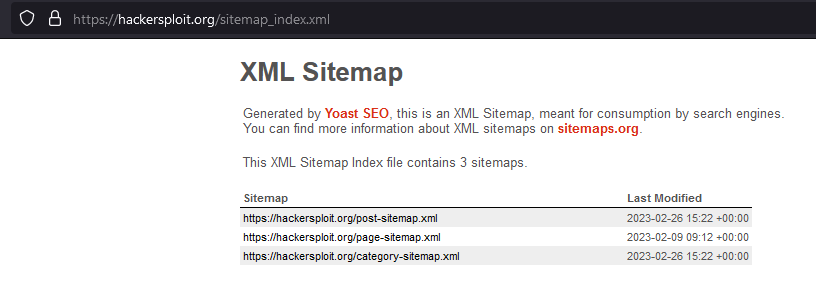 https://hackersploit.org/sitemap_index.xml
XML Sitemap
Generated by Yoast SEO, this is an XML Sitemap, meant for consumption by search engines.
You can find more information about XML sitemaps on sitemaps.org.
This XML Sitemap Index file contains 3 sitemaps.
Sitemap Last Modified
https://hackersploit.org/post-sitemap.xml 2023-02-26 15:22 +00:00
https://hackersploit.org/page-sitemap.xml 2023-02-09 09:12 +00:00
https://hackersploit.org/category-sitemap.xml 2023-02-26 15:22 +00:00